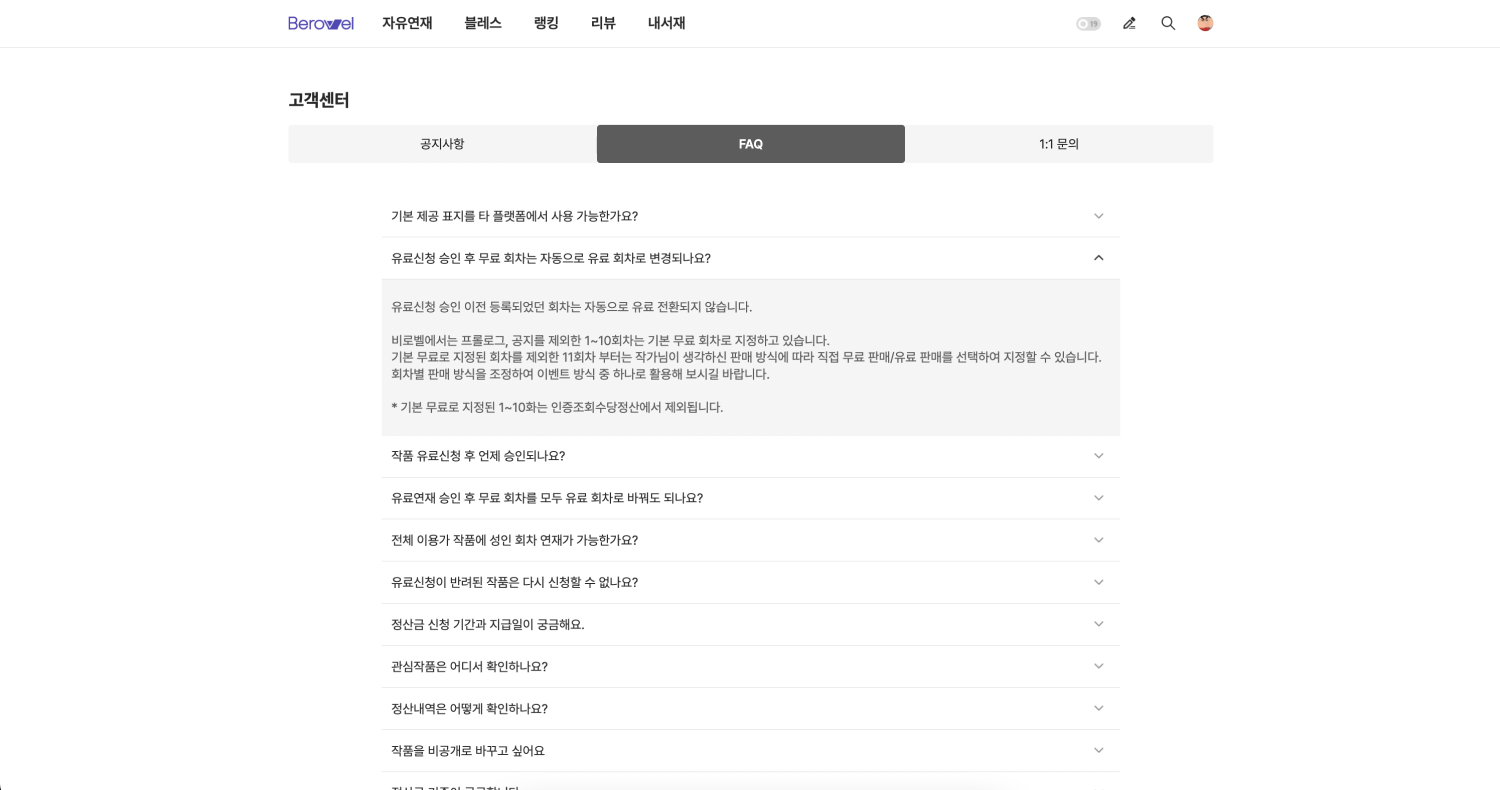 Berovel 자유연재 블레스 랭킹 리뷰 내서재 19
고객센터
공지사항 FAQ 1:1 문의
기본 제공 표지를 타 플랫폼에서 사용 가능한가요?
유료신청 승인 후 무료 회차는 자동으로 유료 회차로 변경되나요?
유료신청 승인 이전 등록되었던 회차는 자동으로 유료 전환되지 않습니다.
비로벨에서는 프롤로그, 공지를 제외한 1~10회차는 기본 무료 회차로 지정하고 있습니다.
기본 무료로 지정된 회차를 제외한 11회차 부터는 작가님이 생각하신 판매 방식에 따라 직접 무료 판매/유료 판매를 선택하여 지정할 수 있습니다.
회차별 판매 방식을 조정하여 이벤트 방식 중 하나로 활용해 보시길 바랍니다.
* 기본 무료로 지정된 1~10화는 인증조회수당정산에서 제외됩니다.
작품 유료신청 후 언제 승인되나요?
유료연재 승인 후 무료 회차를 모두 유료 회차로 바꿔도 되나요?
전체 이용가 작품에 성인 회차 연재가 가능한가요?
유료신청이 반려된 작품은 다시 신청할 수 없나요?
정산금 신청 기간과 지급일이 궁금해요.
관심작품은 어디서 확인하나요?
정산내역은 어떻게 확인하나요?
작품을 비공개로 바꾸고 싶어요